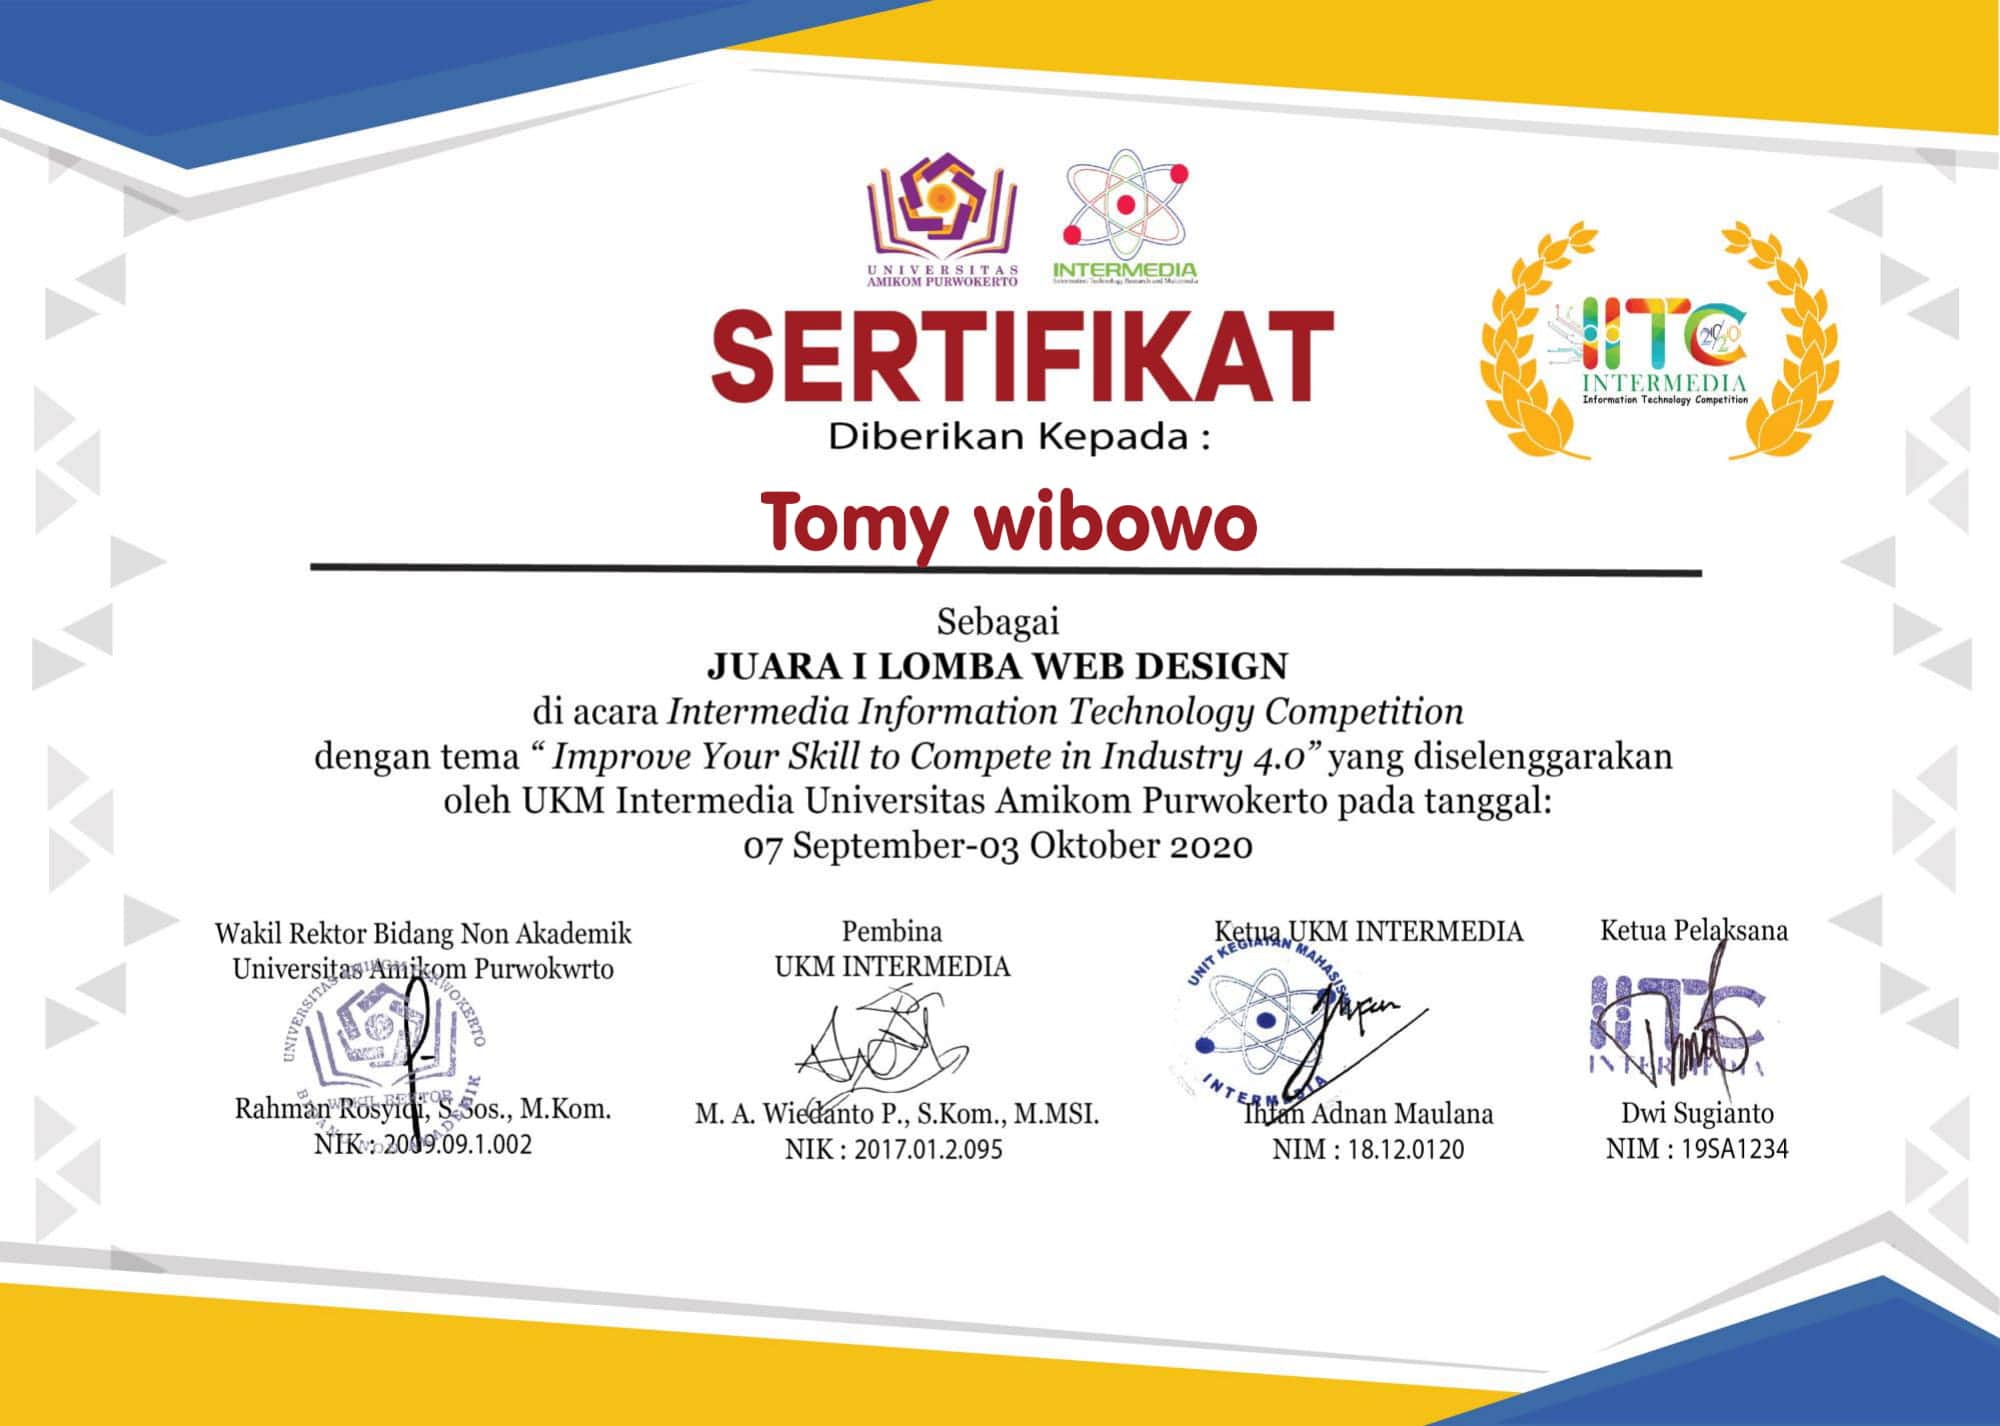 UNIVERSITAS
AMIKOM PURWOKERTO
INTERMEDIA
Information Technology Research and Multimedia
SERTIFIKAT
Diberikan Kepada :
IITC
2020
INTERMEDIA
Information Technology Competition
Tomy wibowo
Sebagai
JUARA I LOMBA WEB DESIGN
di acara Intermedia Information Technology Competition
dengan tema “ Improve Your Skill to Compete in Industry 4.0” yang diselenggarakan
oleh UKM Intermedia Universitas Amikom Purwokerto pada tanggal:
07 September-03 Oktober 2020
Wakil Rektor Bidang Non Akademik
Universitas Amikom Purwokwrto
UNIVERSITAS AMIKOM PURWOKERTO
WAKIL REKTOR
BIDANG NON AKADEMIK
Rahman Rosyidi, S.Sos., M.Kom.
NIK : 2009.09.1.002
Pembina
UKM INTERMEDIA
M. A. Wiedanto P., S.Kom., M.MSI.
NIK : 2017.01.2.095
Ketua UKM INTERMEDIA
UNIT KEGIATAN MAHASISWA
INTERMEDIA
Ihfan Adnan Maulana
NIM : 18.12.0120
Ketua Pelaksana
IITC
INTERMEDIA
Dwi Sugianto
NIM : 19SA1234